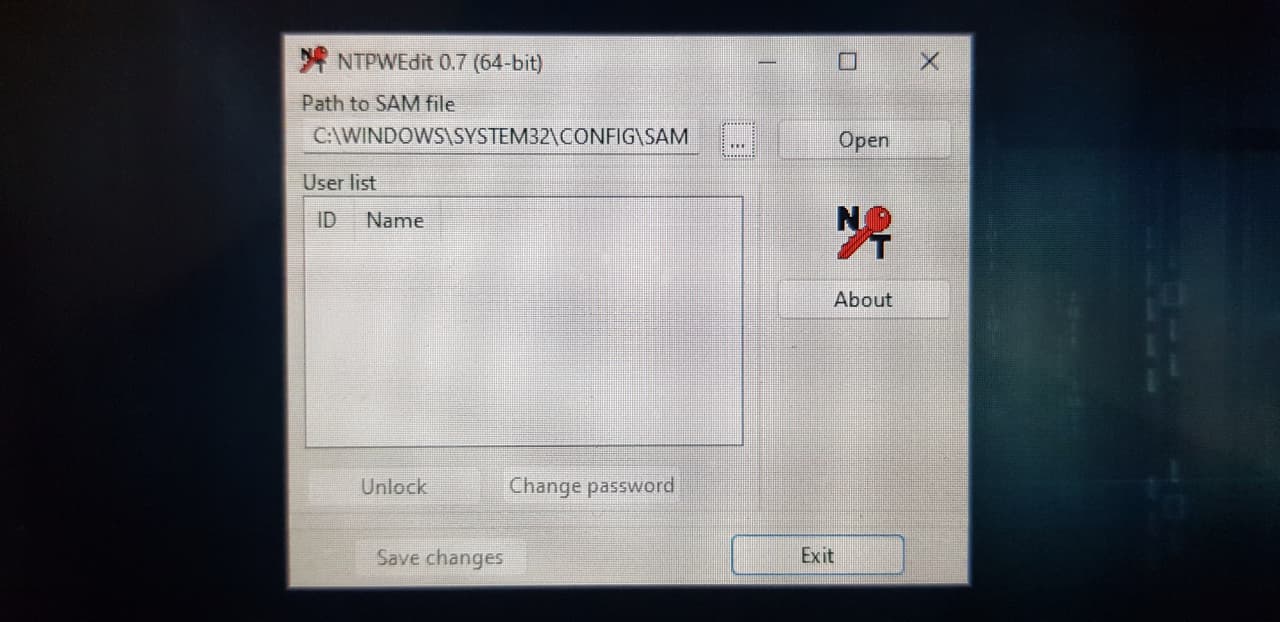 NTPWEdit 0.7 (64-bit)
Path to SAM file
C:\WINDOWS\SYSTEM32\CONFIG\SAM
...
Open
User list
ID Name
NT
About
Unlock
Change password
Save changes
Exit